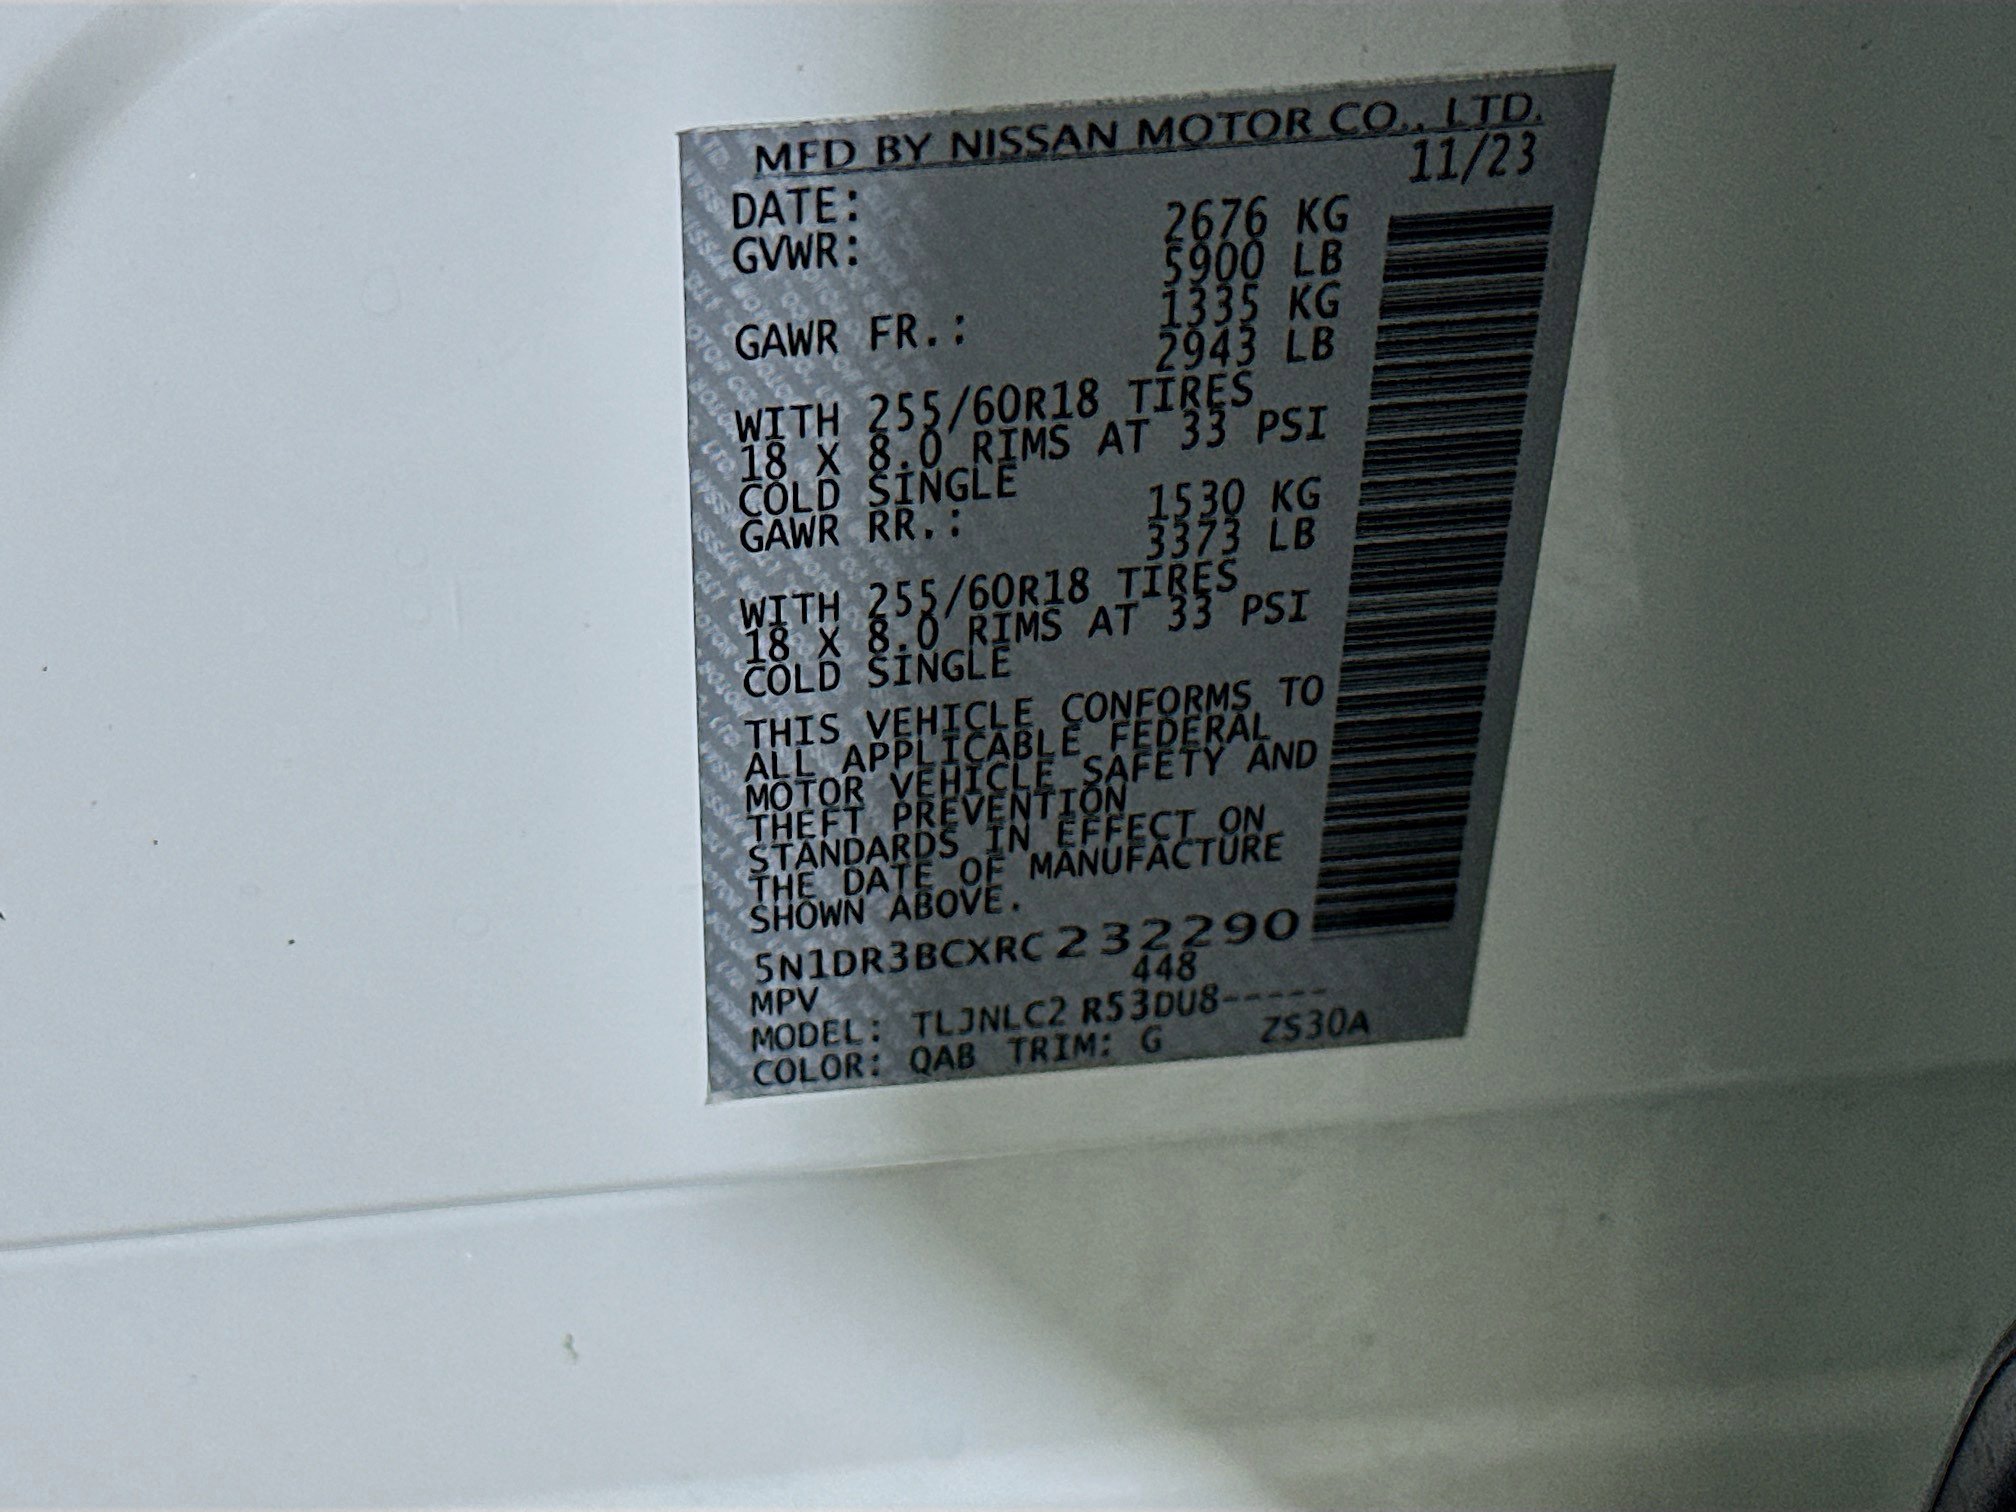 MFD BY NISSAN MOTOR CO., LTD.
DATE: 11/23
GVWR: 2676 KG
5900 LB
GAWR FR.: 1335 KG
2943 LB
WITH 255/60R18 TIRES
18 X 8.0 RIMS AT 33 PSI
COLD SINGLE
GAWR RR.: 1530 KG
3373 LB
WITH 255/60R18 TIRES
18 X 8.0 RIMS AT 33 PSI
COLD SINGLE
THIS VEHICLE CONFORMS TO
ALL APPLICABLE FEDERAL
MOTOR VEHICLE SAFETY AND
THEFT PREVENTION
STANDARDS IN EFFECT ON
THE DATE OF MANUFACTURE
SHOWN ABOVE.
5N1DR3BCXRC232290
MPV 448
MODEL: TLJNLC2 R53DU8-----
COLOR: QAB TRIM: G ZS30A